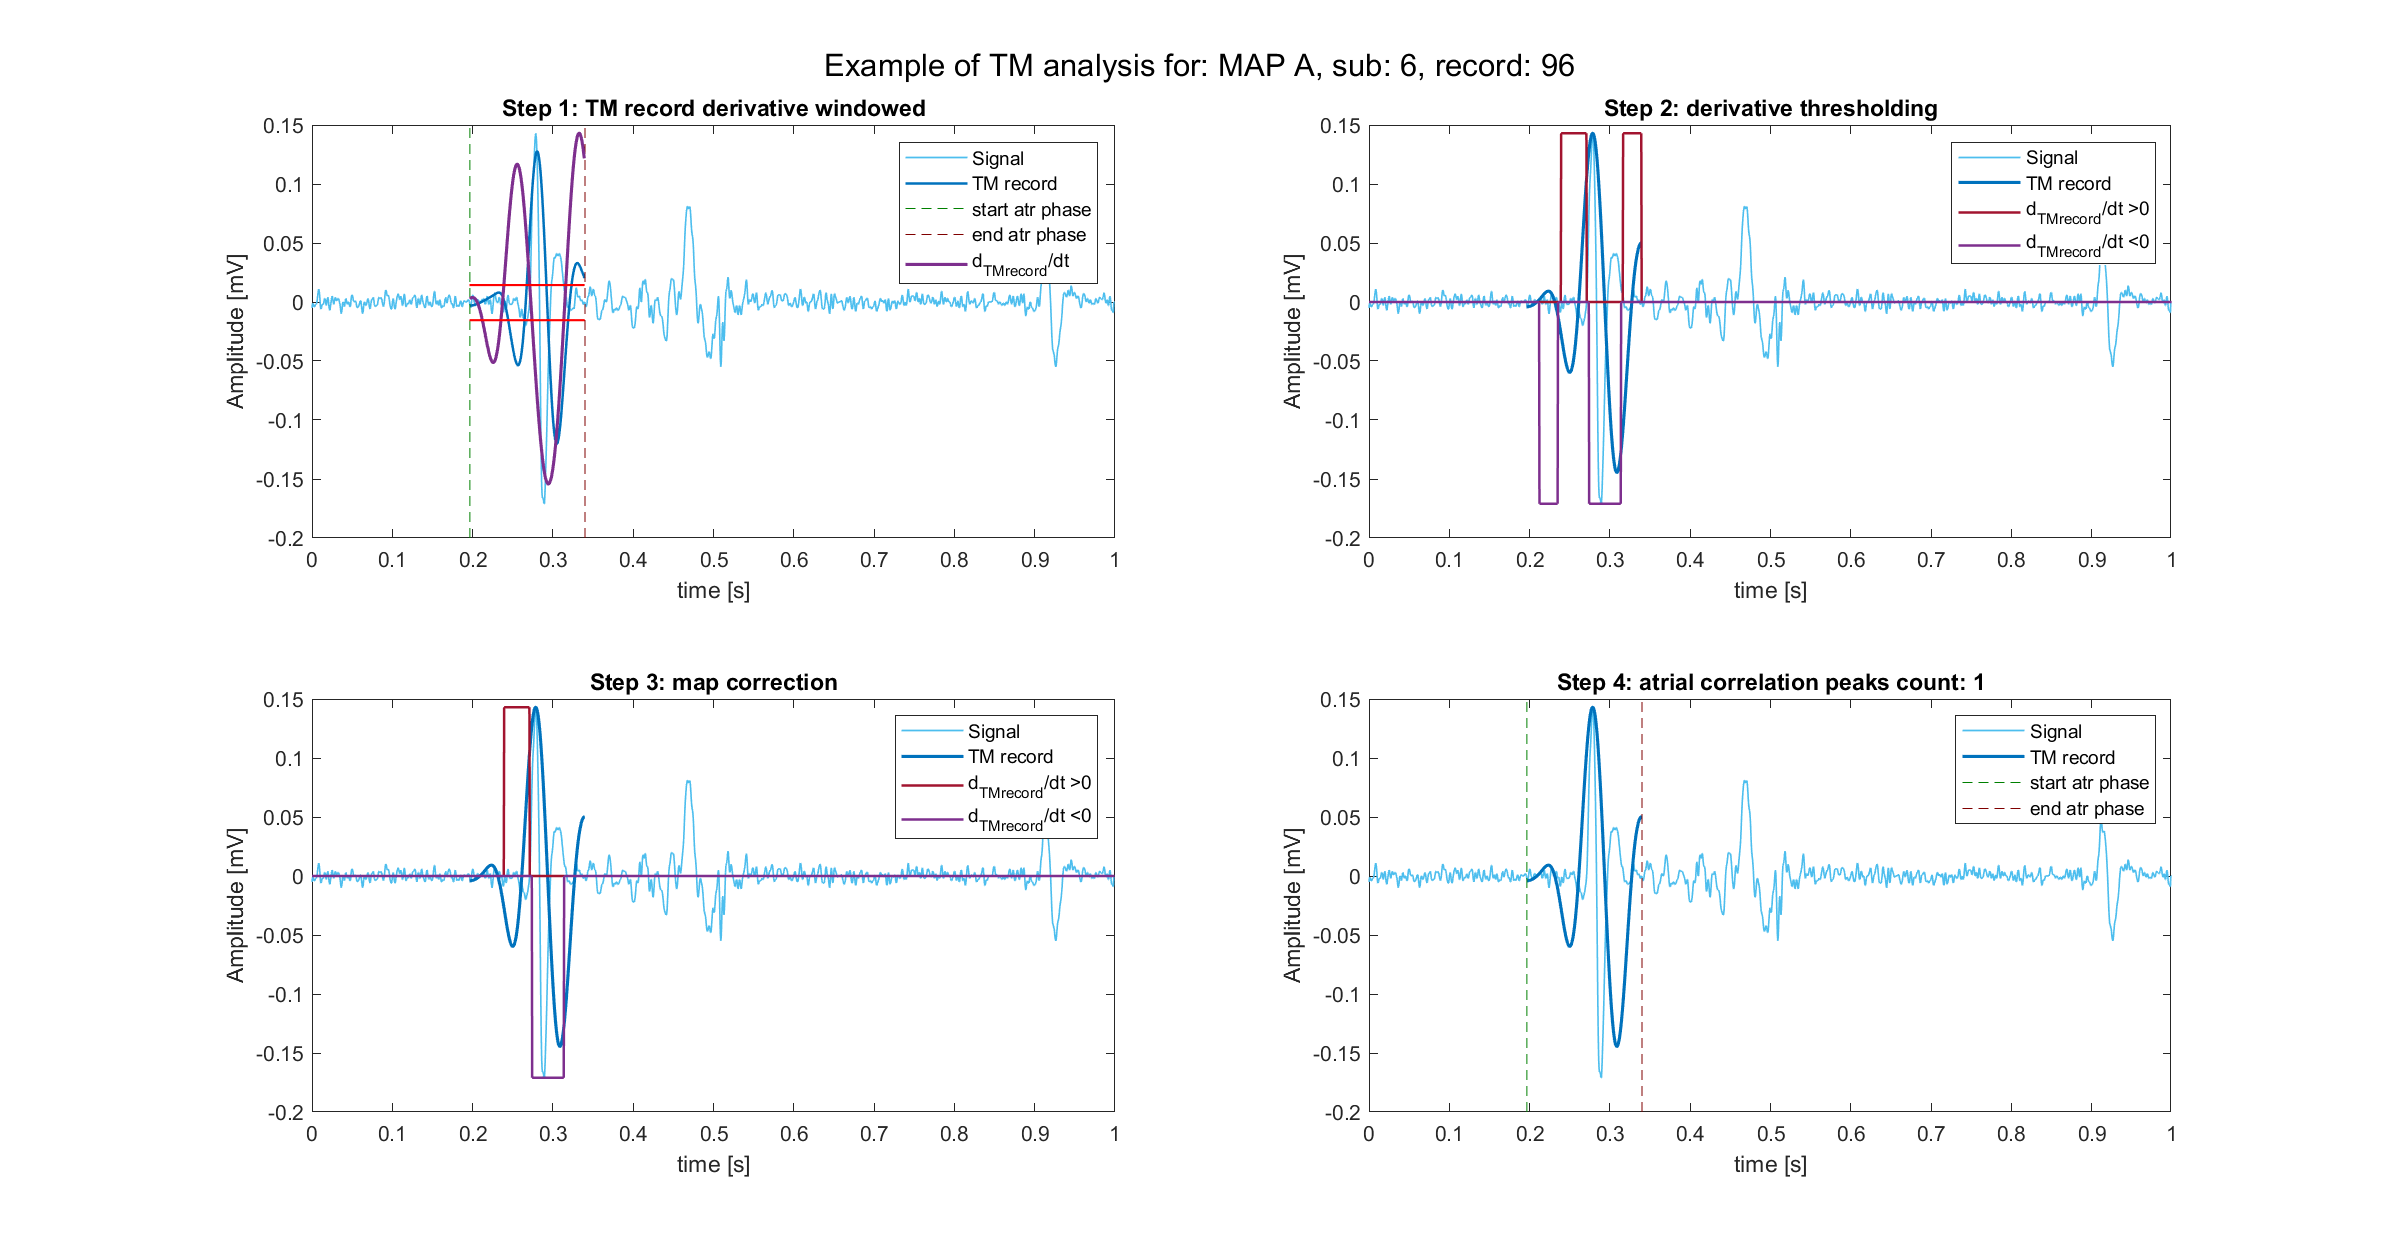 Example of TM analysis for: MAP A, sub: 6, record: 96
Step 1: TM record derivative windowed
0.15
0.1
0.05
0
-0.05
-0.1
-0.15
-0.2
Amplitude [mV]
0 0.1 0.2 0.3 0.4 0.5 0.6 0.7 0.8 0.9 1
time [s]
Signal
TM record
start atr phase
end atr phase
dTMrecord/dt
Step 2: derivative thresholding
0.15
0.1
0.05
0
-0.05
-0.1
-0.15
-0.2
Amplitude [mV]
0 0.1 0.2 0.3 0.4 0.5 0.6 0.7 0.8 0.9 1
time [s]
Signal
TM record
dTMrecord/dt >0
dTMrecord/dt <0
Step 3: map correction
0.15
0.1
0.05
0
-0.05
-0.1
-0.15
-0.2
Amplitude [mV]
0 0.1 0.2 0.3 0.4 0.5 0.6 0.7 0.8 0.9 1
time [s]
Signal
TM record
dTMrecord/dt >0
dTMrecord/dt <0
Step 4: atrial correlation peaks count: 1
0.15
0.1
0.05
0
-0.05
-0.1
-0.15
-0.2
Amplitude [mV]
0 0.1 0.2 0.3 0.4 0.5 0.6 0.7 0.8 0.9 1
time [s]
Signal
TM record
start atr phase
end atr phase